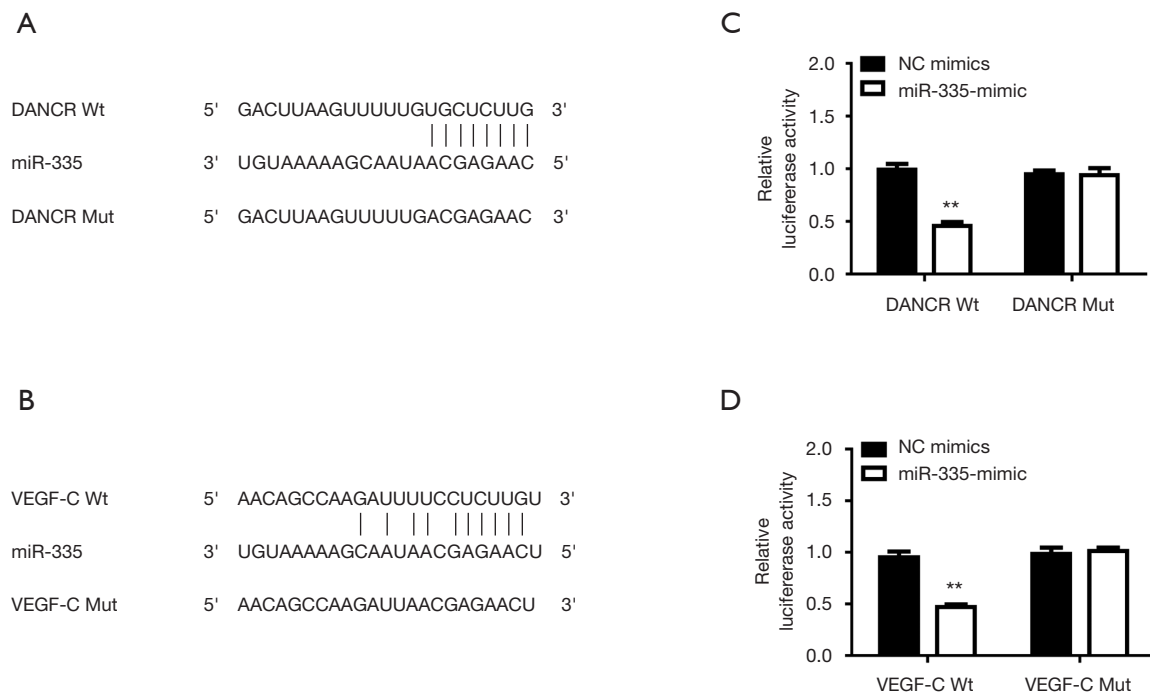 A
DANCR Wt 5' GACUUAAGUUUUUGUGCUCUUG 3'
miR-335 3' UGUAAAAAGCAAUAACGAGAAC 5'
DANCR Mut 5' GACUUAAGUUUUUGACGAGAAC 3'
B
VEGF-C Wt 5' AACAGCCAAGAUUUUCCUCUUGU 3'
miR-335 3' UGUAAAAAGCAAUAACGAGAACU 5'
VEGF-C Mut 5' AACAGCCAAGAUUAACGAGAACU 3'
C
Relative
lucifererase activity
2.0
1.5
1.0
0.5
0.0
NC mimics
miR-335-mimic
**
DANCR Wt DANCR Mut
D
Relative
lucifererase activity
2.0
1.5
1.0
0.5
0.0
NC mimics
miR-335-mimic
**
VEGF-C Wt VEGF-C Mut